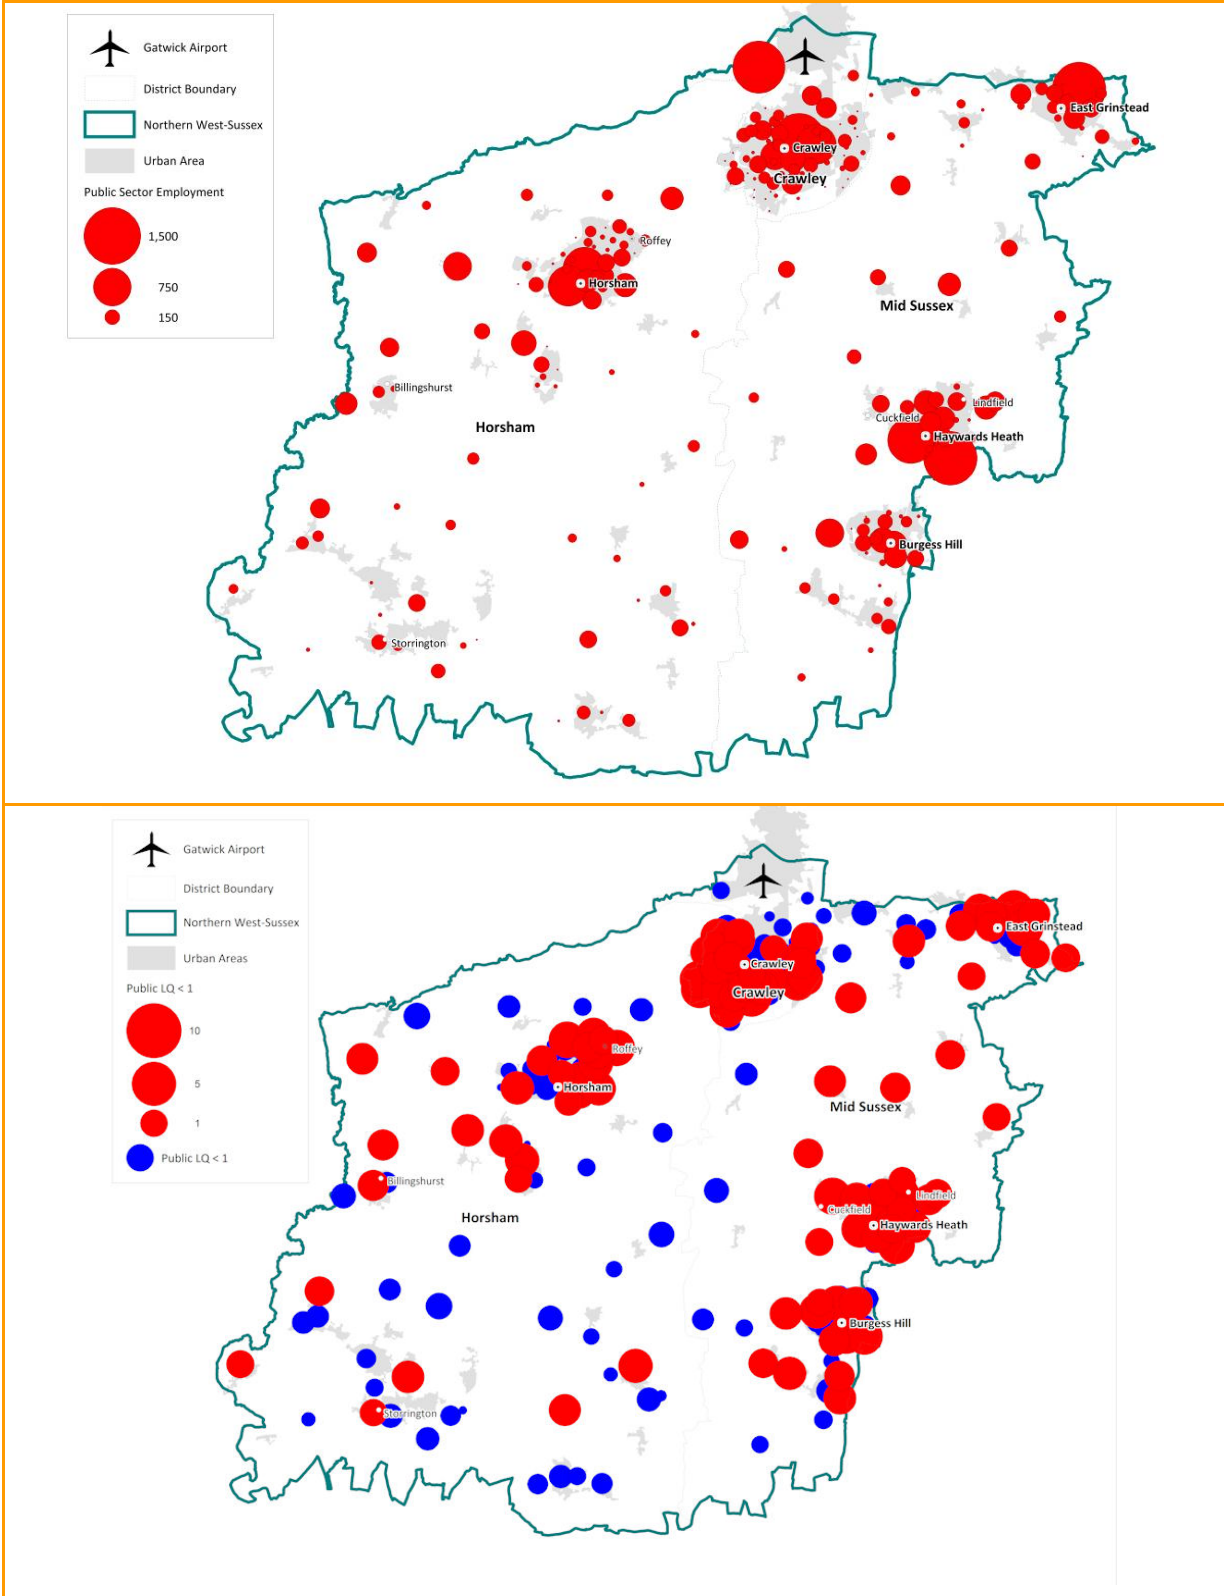 Gatwick Airport
District Boundary
Northern West-Sussex
Urban Area
Public Sector Employment
1,500
750
150
East Grinstead
Crawley
Crawley
Roffey
Horsham
Mid Sussex
Billingshurst
Lindfield
Cuckfield
Horsham
Haywards Heath
Burgess Hill
Storrington
Gatwick Airport
District Boundary
Northern West-Sussex
Urban Areas
Public LQ < 1
10
5
1
Public LQ < 1
East Grinstead
Crawley
Crawley
Roffey
Horsham
Mid Sussex
Billingshurst
Lindfield
Cuckfield
Horsham
Haywards Heath
Burgess Hill
Storrington